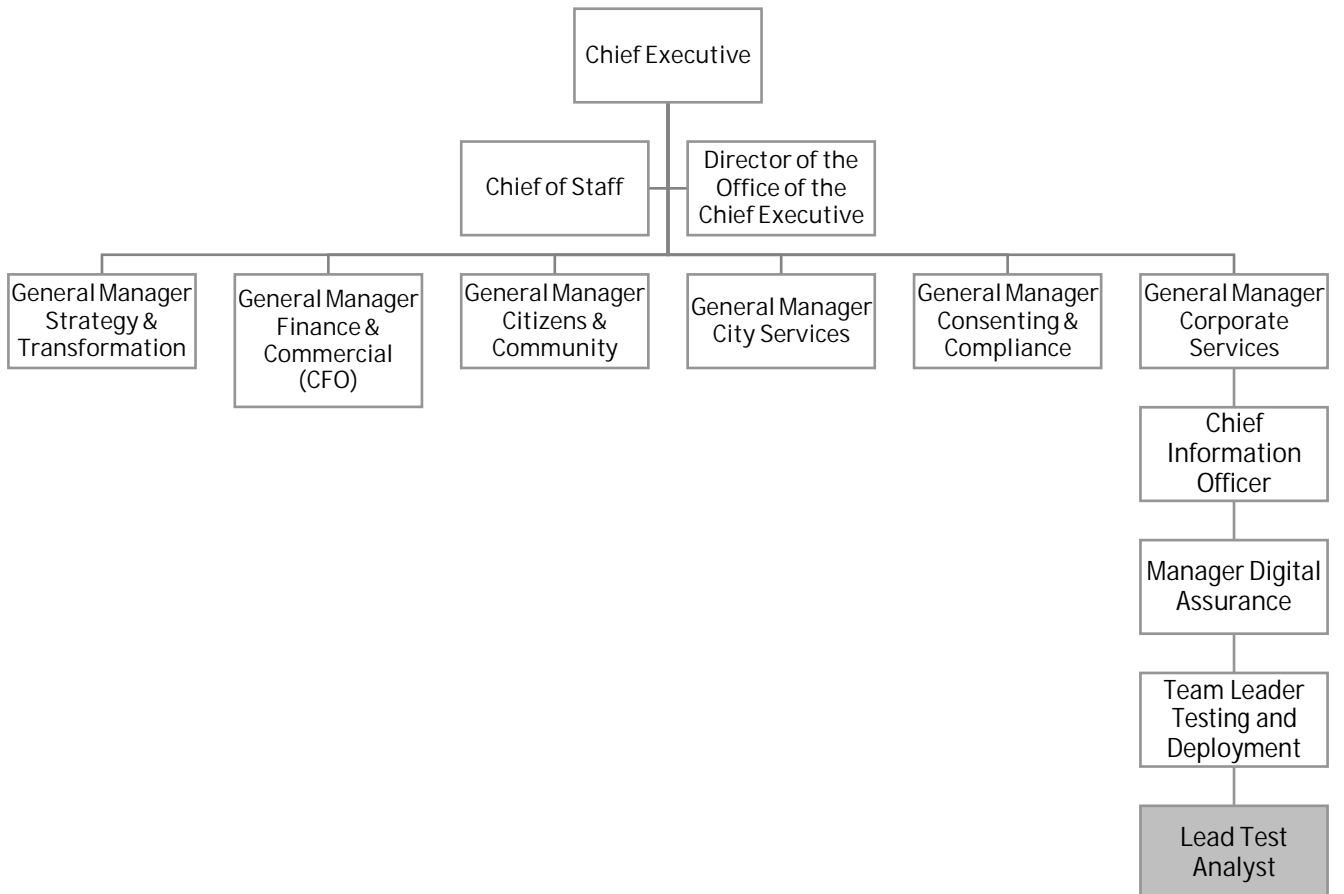 Chief Executive
Chief of Staff
Director of the
Office of the
Chief Executive
General Manager
Strategy &
Transformation
General Manager
Finance &
Commercial
(CFO)
General Manager
Citizens &
Community
General Manager
City Services
General Manager
Consenting &
Compliance
General Manager
Corporate
Services
Chief
Information
Officer
Manager Digital
Assurance
Team Leader
Testing and
Deployment
Lead Test
Analyst